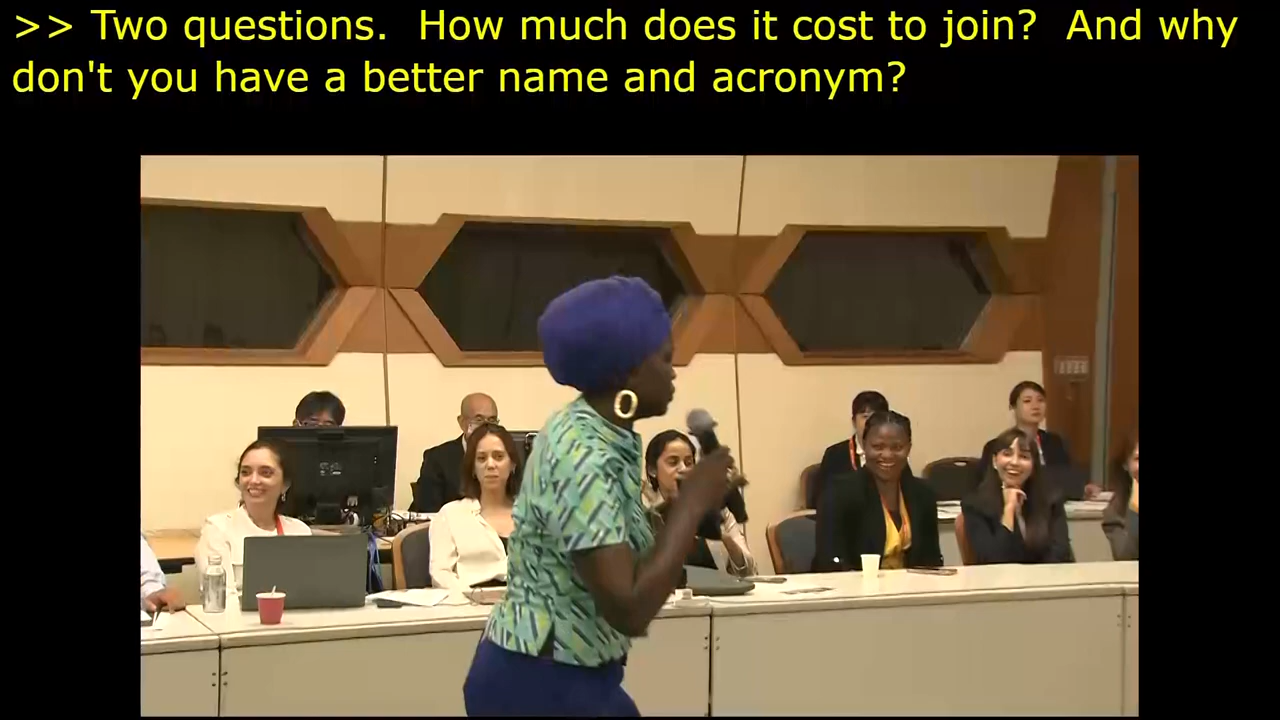 >> Two questions.  How much does it cost to join?  And why
don't you have a better name and acronym?